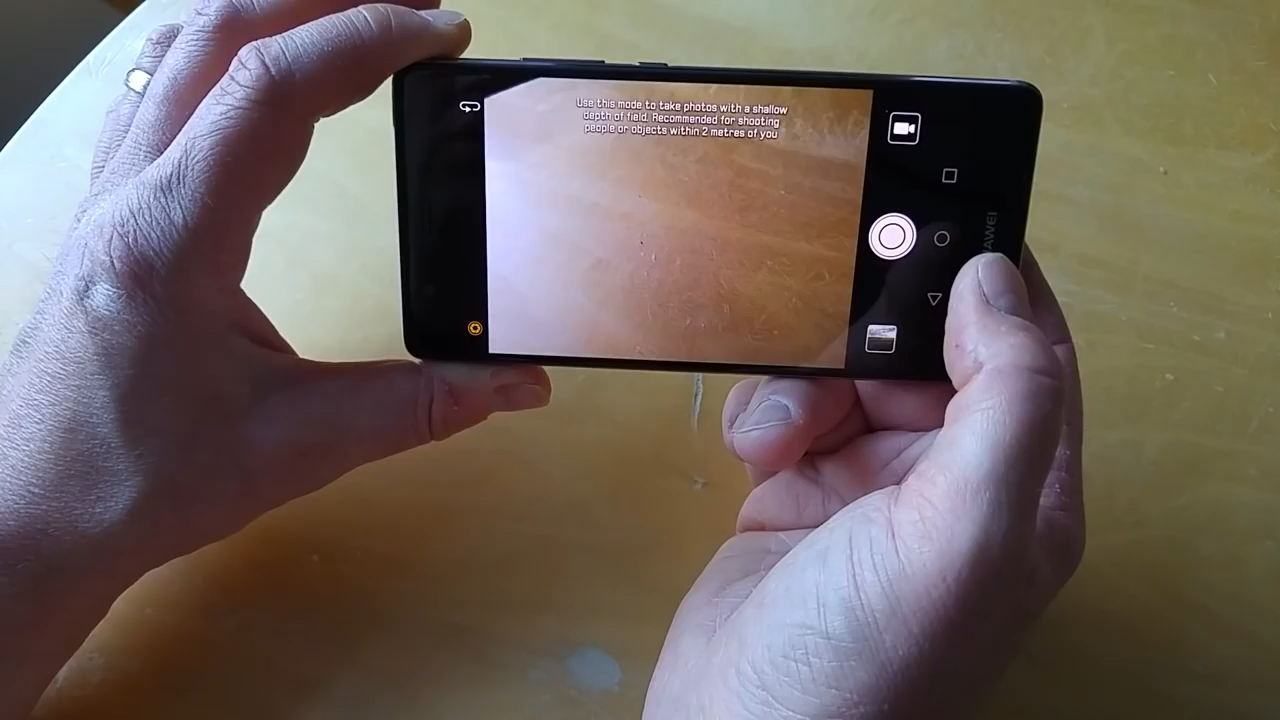 Use this mode to take photos with a shallow
depth of field. Recommended for shooting
people or objects within 2 metres of you